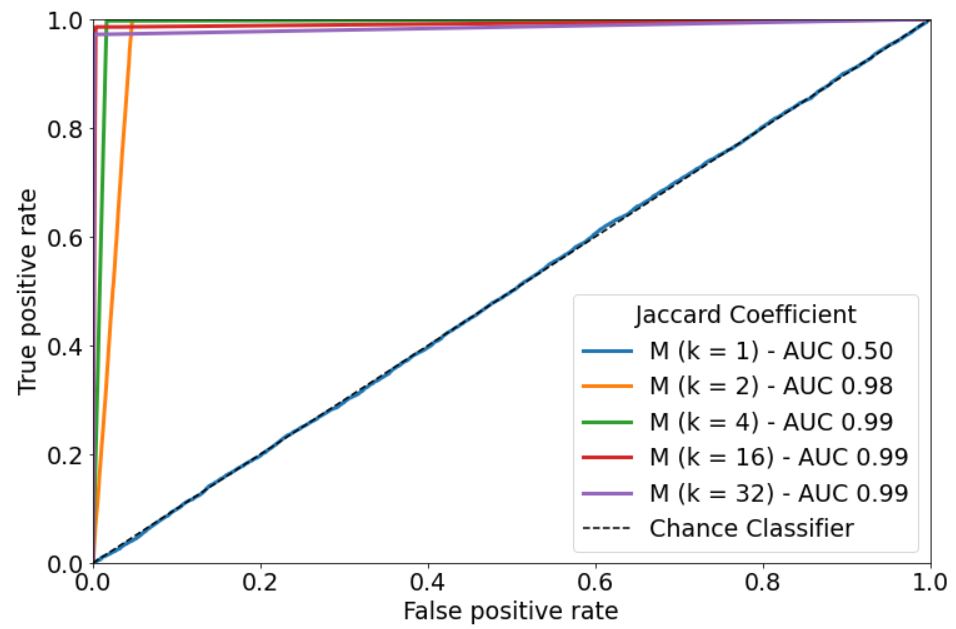 1.0
0.8
0.6
0.4
0.2
0.0
True positive rate
0.0 0.2 0.4 0.6 0.8 1.0
False positive rate
Jaccard Coefficient
M (k = 1) - AUC 0.50
M (k = 2) - AUC 0.98
M (k = 4) - AUC 0.99
M (k = 16) - AUC 0.99
M (k = 32) - AUC 0.99
Chance Classifier